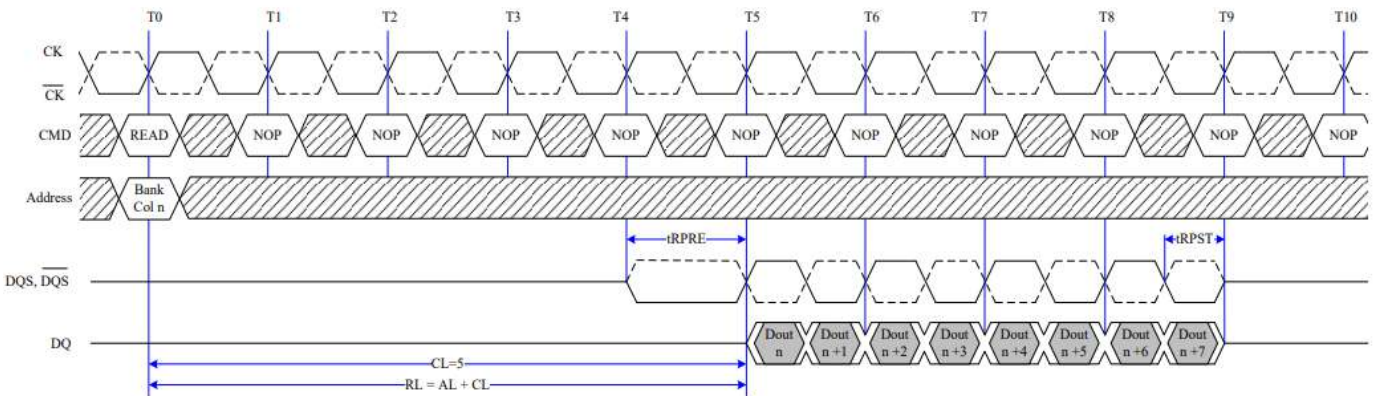 T0 T1 T2 T3 T4 T5 T6 T7 T8 T9 T10
CK
C̅K̅
CMD READ NOP NOP NOP NOP NOP NOP NOP NOP NOP NOP
Address Bank
Col n
tRPRE tRPST
DQS, D̅Q̅S̅
DQ Dout Dout Dout Dout Dout Dout Dout Dout
n n +1 n +2 n +3 n +4 n +5 n +6 n +7
CL=5
RL = AL + CL